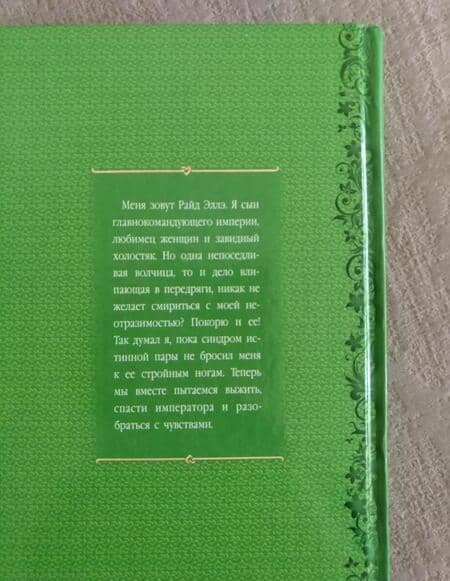 Меня зовут Райд Эллэ. Я сын
главнокомандующего империи,
любимец женщин и завидный
холостяк. Но одна непоседли-
вая волчица, то и дело вли-
пающая в передряги, никак не
желает смириться с моей не-
отразимостью? Покорю и ее!
Так думал я, пока синдром ис-
тинной пары не бросил меня
к ее стройным ногам. Теперь
мы вместе пытаемся выжить,
спасти императора и разо-
браться с чувствами.